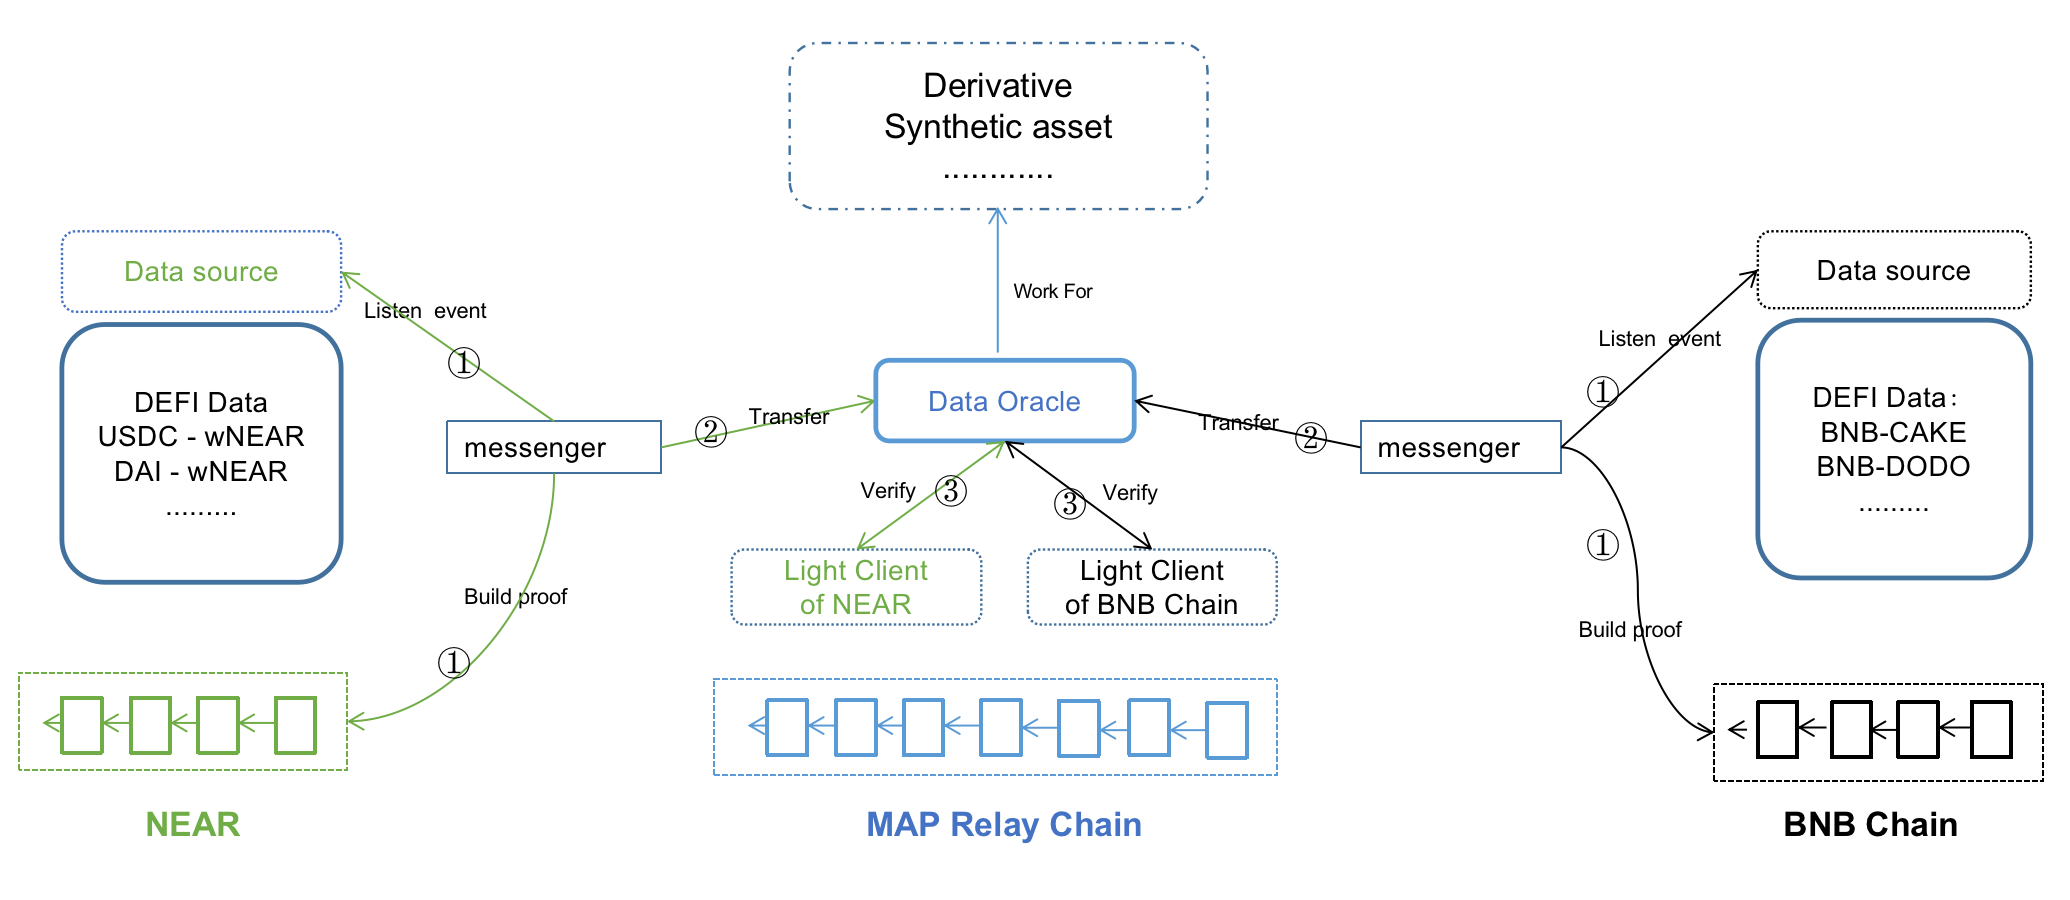 Derivative
Synthetic asset
............
Data source
Listen event
①
DEFI Data
USDC - wNEAR
DAI - wNEAR
.........
messenger
②
Transfer
Build proof
①
Work For
Data Oracle
Verify
③
③
Verify
Light Client
of NEAR
Light Client
of BNB Chain
Transfer
②
messenger
Data source
Listen event
①
DEFI Data：
BNB-CAKE
BNB-DODO
.........
①
Build proof
NEAR
MAP Relay Chain
BNB Chain